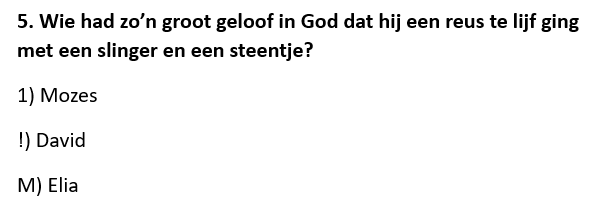 5. Wie had zo’n groot geloof in God dat hij een reus te lijf ging
met een slinger en een steentje?
1) Mozes
!) David
M) Elia